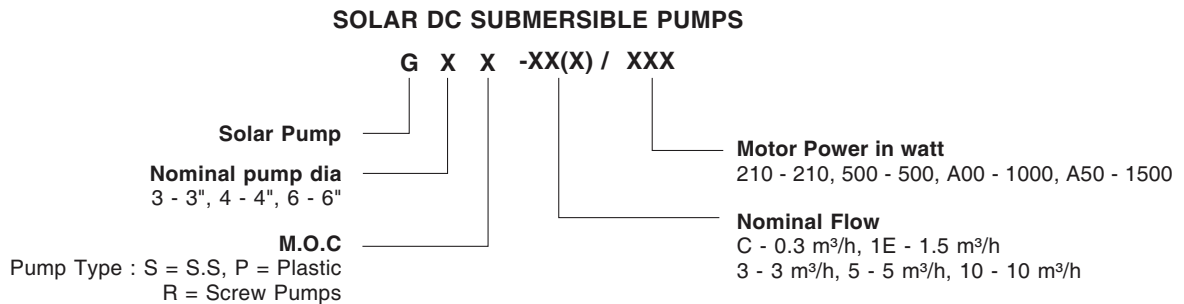 SOLAR DC SUBMERSIBLE PUMPS
G X X -XX(X) / XXX
Solar Pump
Nominal pump dia
3 - 3", 4 - 4", 6 - 6"
M.O.C
Pump Type : S = S.S, P = Plastic
R = Screw Pumps
Motor Power in watt
210 - 210, 500 - 500, A00 - 1000, A50 - 1500
Nominal Flow
C - 0.3 m³/h, 1E - 1.5 m³/h
3 - 3 m³/h, 5 - 5 m³/h, 10 - 10 m³/h